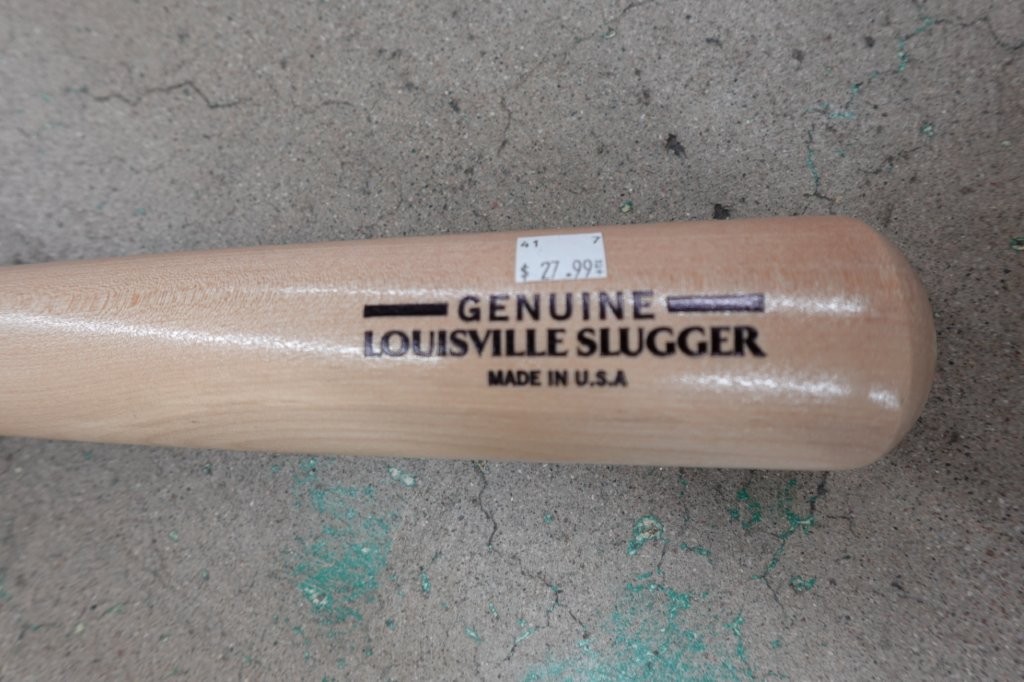 41 7
$ 27.99
GENUINE
LOUISVILLE SLUGGER
MADE IN U.S.A